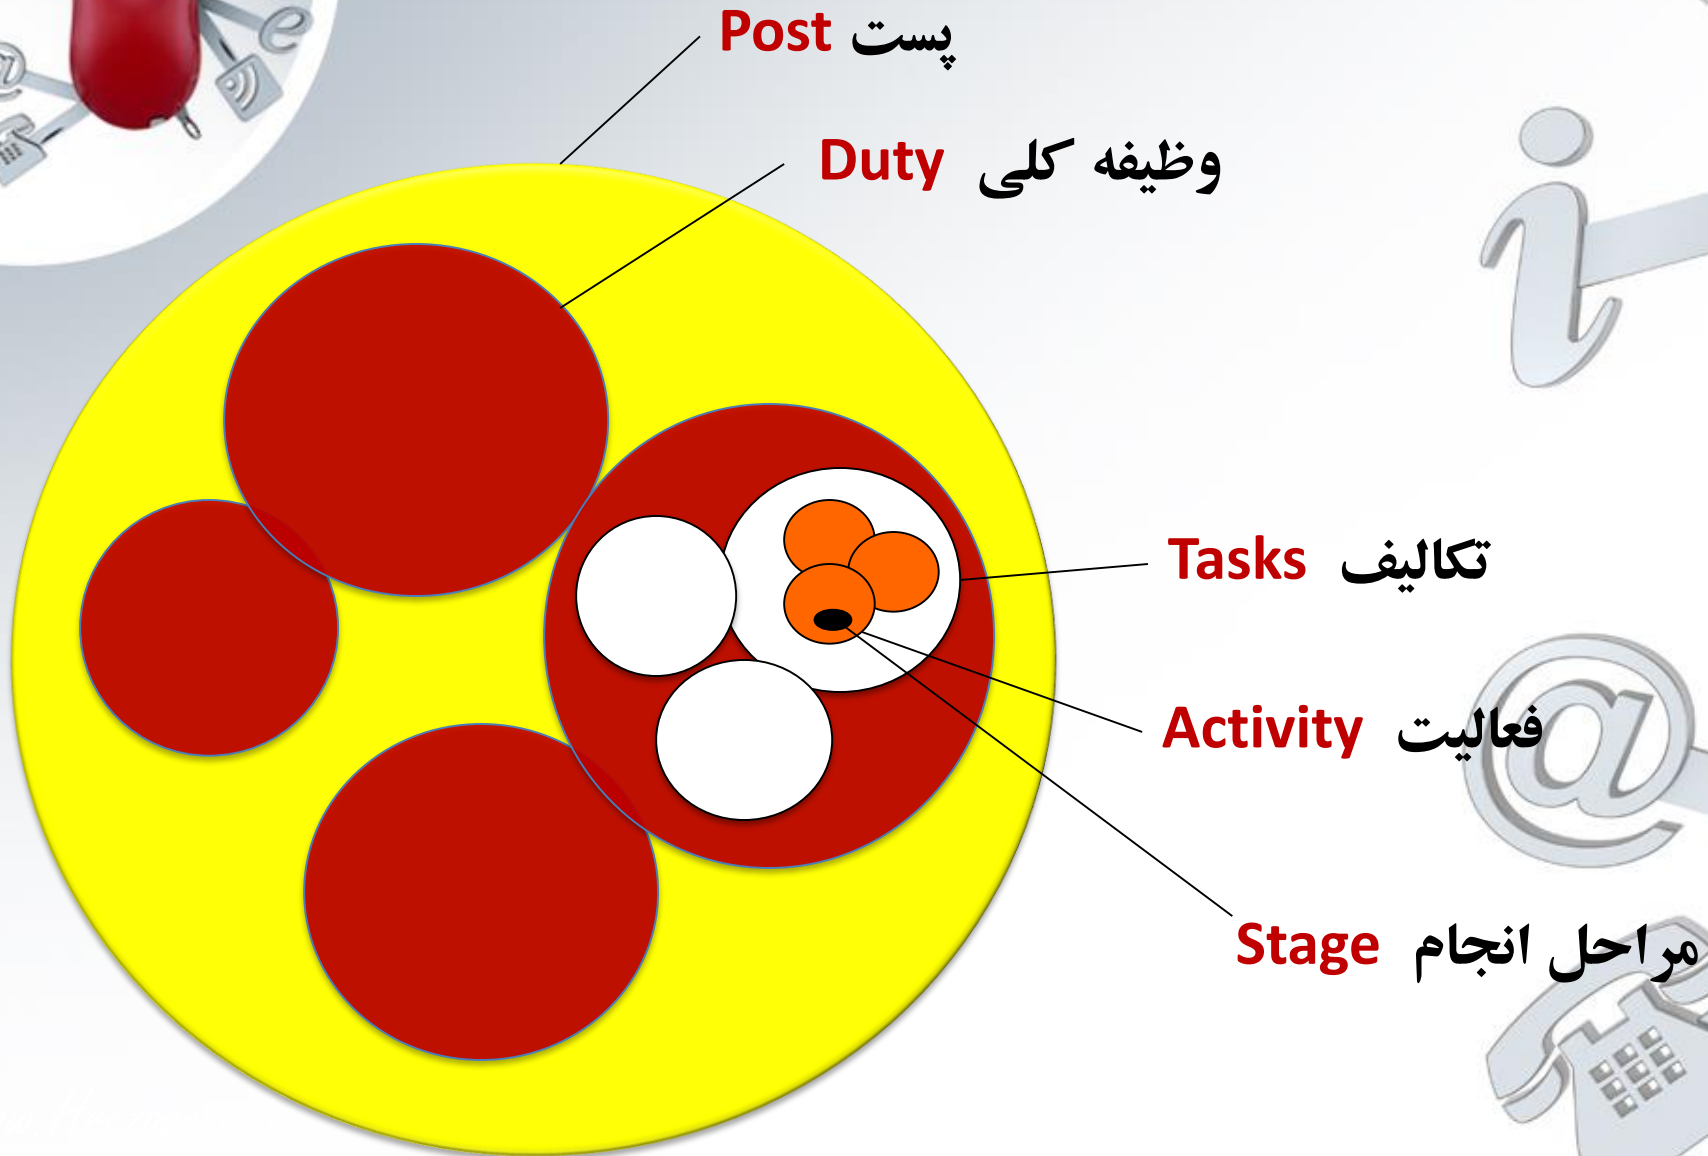 پست Post
وظیفه کلی Duty
تکالیف Tasks
فعالیت Activity
مراحل انجام Stage